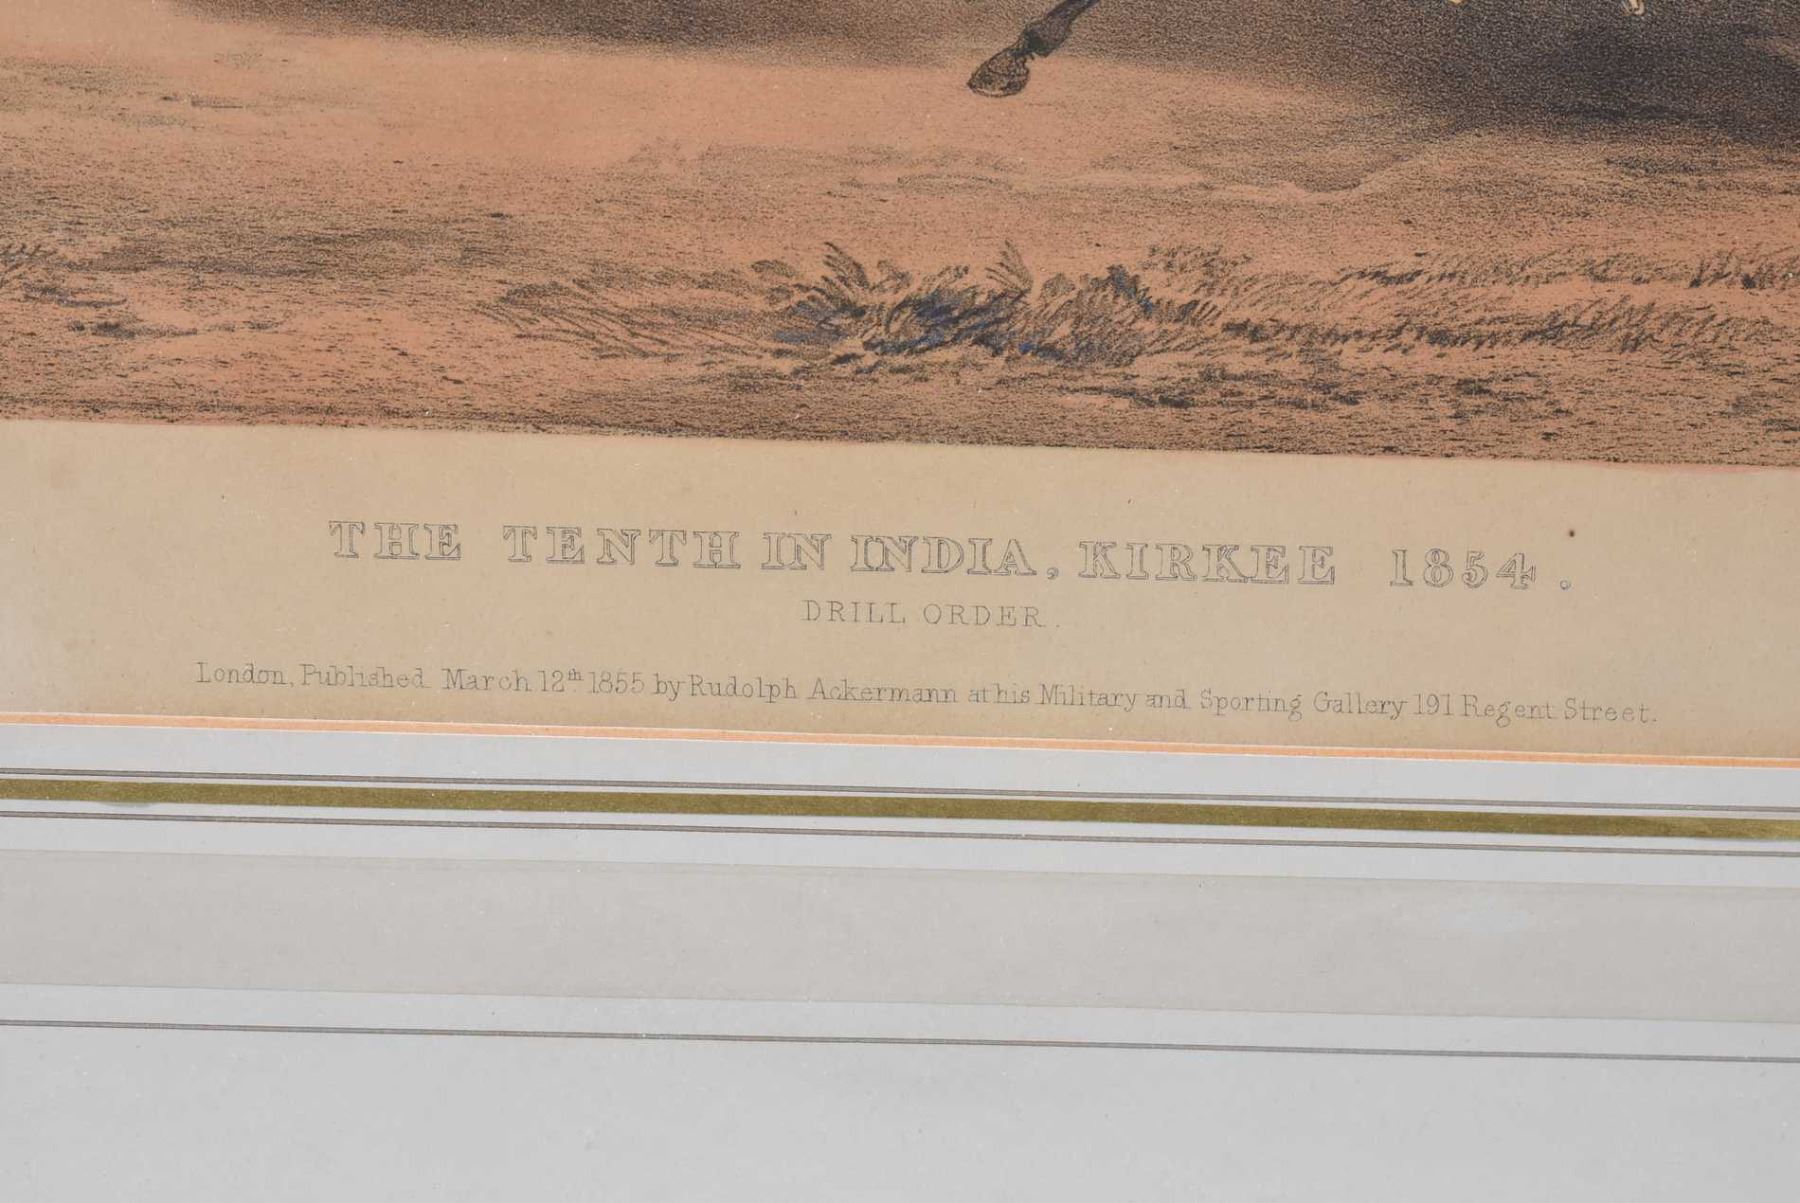 THE TENTH IN INDIA, KIRKEE 1854.
DRILL ORDER.
London, Published March 12th 1855 by Rudolph Ackermann at his Military and Sporting Gallery 191 Regent Street.